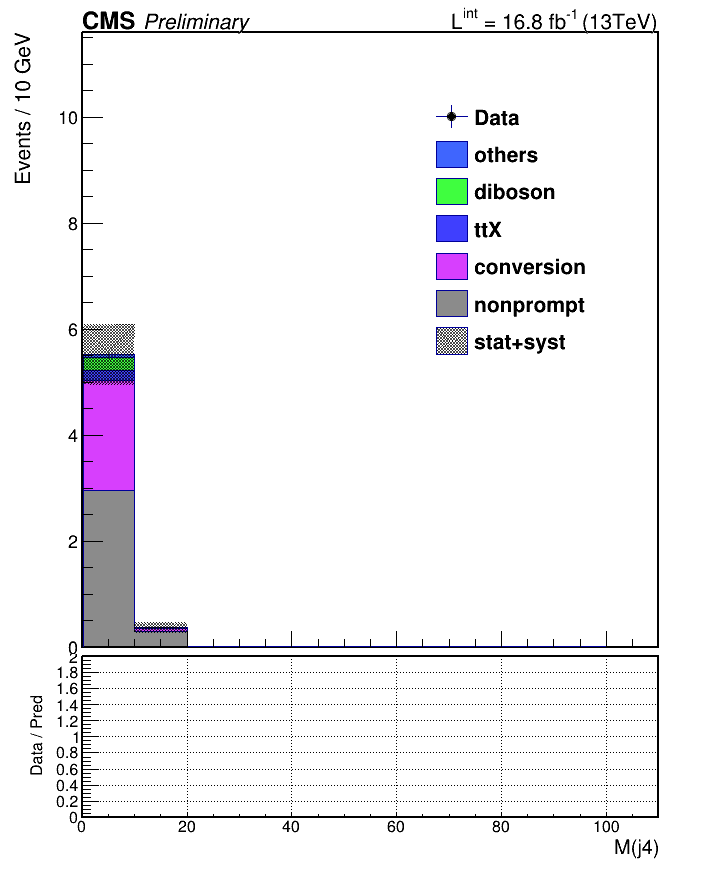 CMS Preliminary L^int = 16.8 fb^-1 (13TeV)
Events / 10 GeV
10
8
6
4
2
0
Data
others
diboson
ttX
conversion
nonprompt
stat+syst
Data / Pred
2
1.8
1.6
1.4
1.2
1
0.8
0.6
0.4
0.2
0
0 20 40 60 80 100
M(j4)